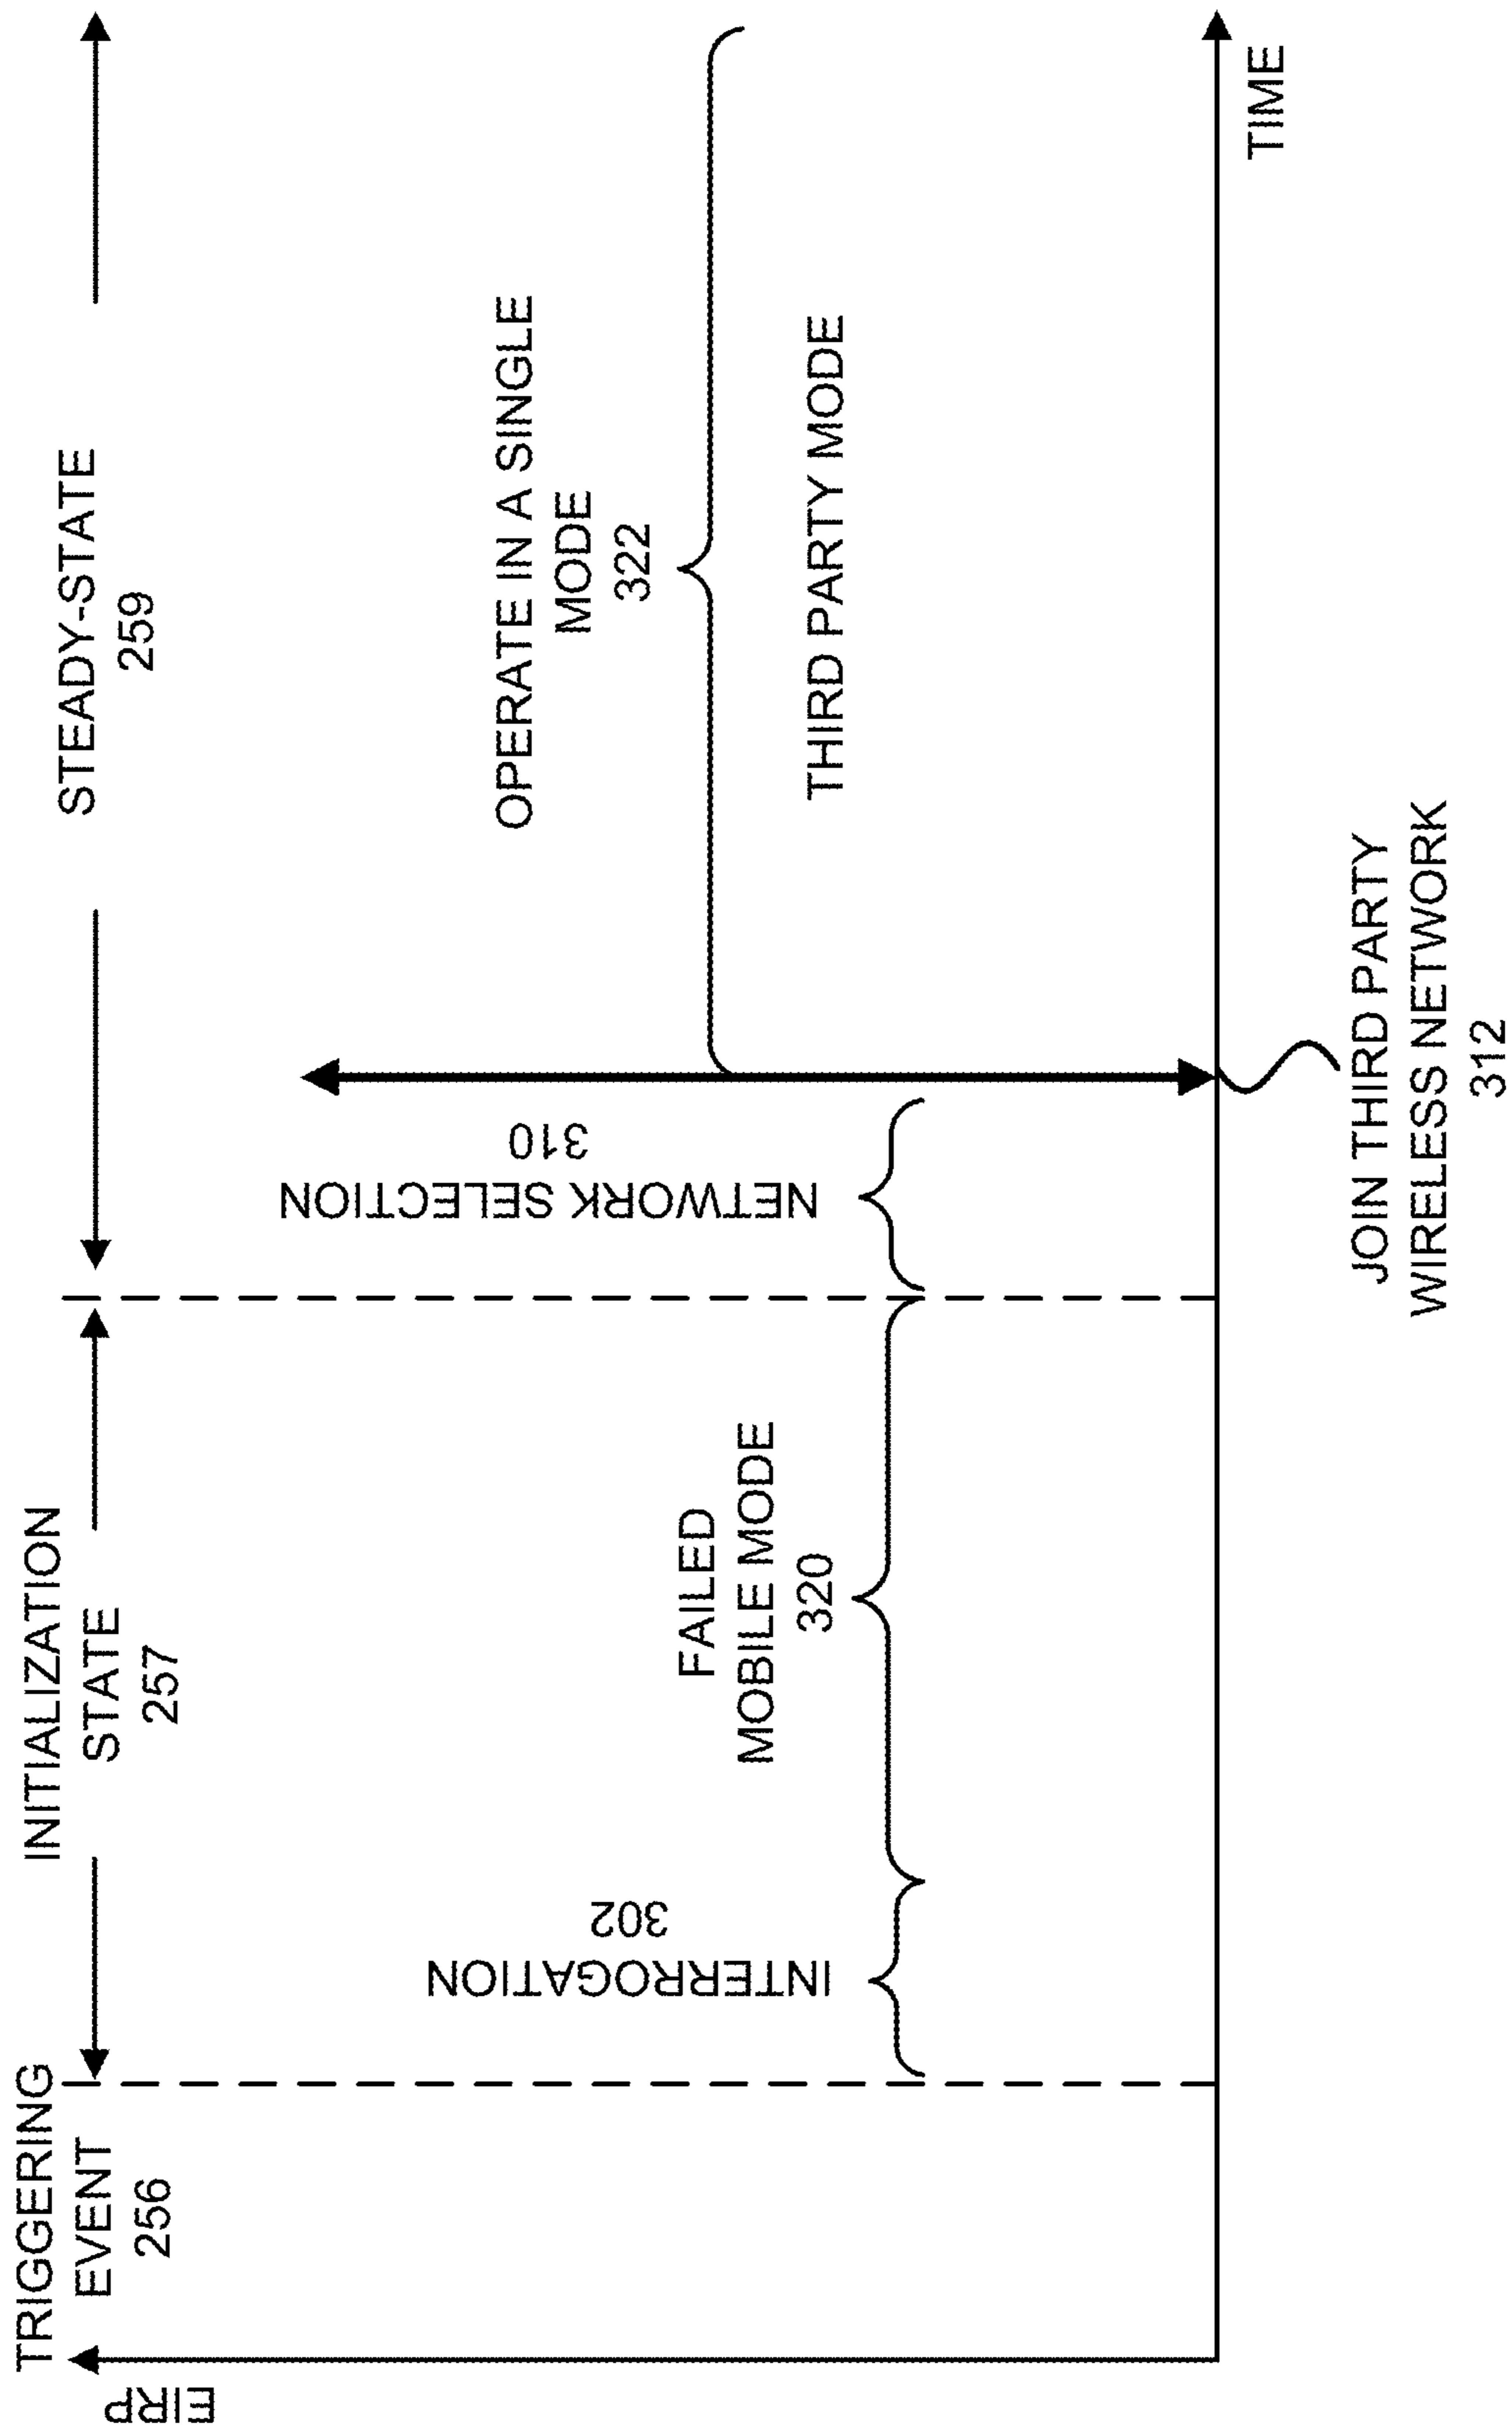 TRIGGERING
EVENT
256
INITIALIZATION
STATE
257
STEADY-STATE
259
EIRP
INTERROGATION
302
FAILED
MOBILE MODE
320
NETWORK SELECTION
310
OPERATE IN A SINGLE
MODE
322
THIRD PARTY MODE
TIME
JOIN THIRD PARTY
WIRELESS NETWORK
312